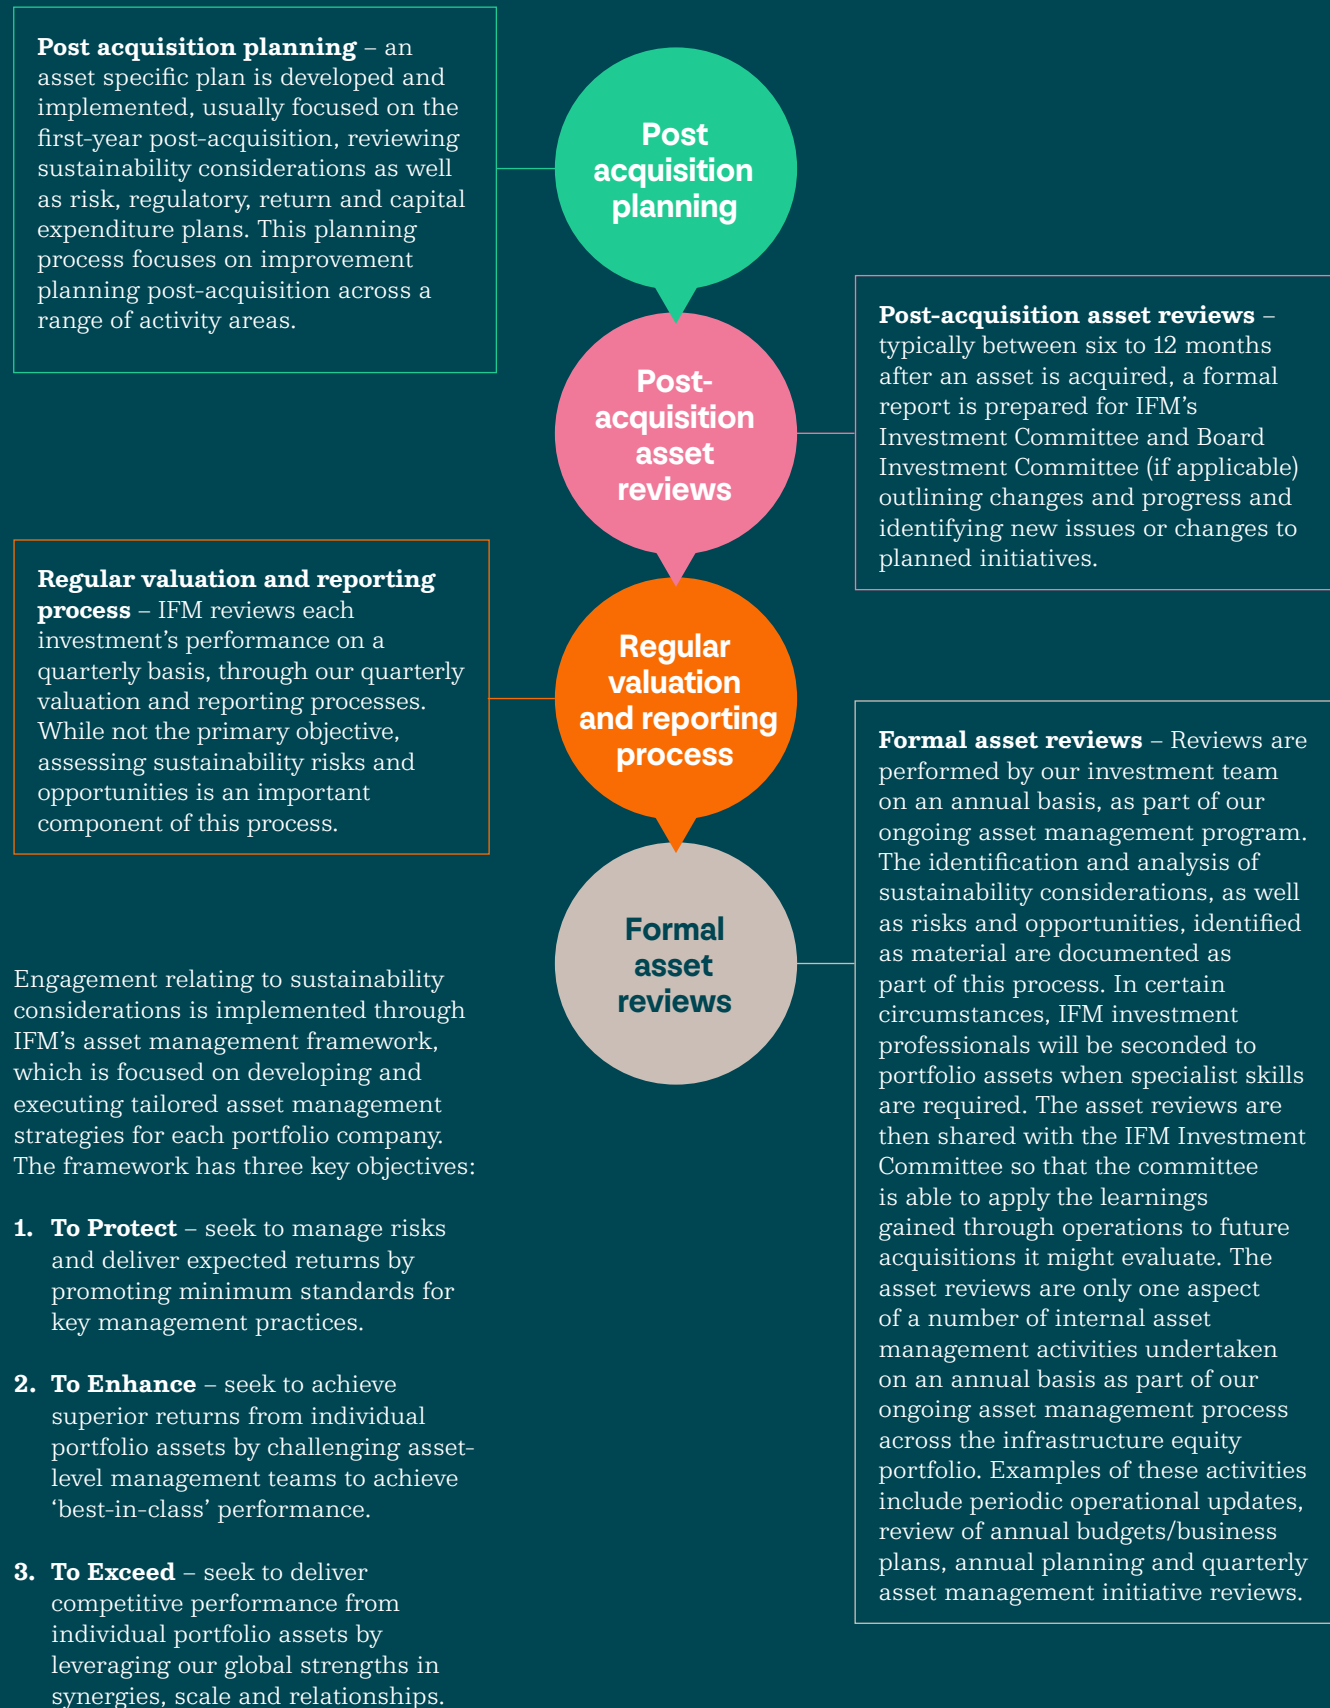 Post acquisition planning – an
asset specific plan is developed and
implemented, usually focused on the
first-year post-acquisition, reviewing
sustainability considerations as well
as risk, regulatory, return and capital
expenditure plans. This planning
process focuses on improvement
planning post-acquisition across a
range of activity areas.
Post
acquisition
planning
Post-acquisition asset reviews –
typically between six to 12 months
after an asset is acquired, a formal
report is prepared for IFM's
Investment Committee and Board
Investment Committee (if applicable)
outlining changes and progress and
identifying new issues or changes to
planned initiatives.
Post-
acquisition
asset
reviews
Regular valuation and reporting
process – IFM reviews each
investment's performance on a
quarterly basis, through our quarterly
valuation and reporting processes.
While not the primary objective,
assessing sustainability risks and
opportunities is an important
component of this process.
Regular
valuation
and reporting
process
Formal asset reviews – Reviews are
performed by our investment team
on an annual basis, as part of our
ongoing asset management program.
The identification and analysis of
sustainability considerations, as well
as risks and opportunities, identified
as material are documented as
part of this process. In certain
circumstances, IFM investment
professionals will be seconded to
portfolio assets when specialist skills
are required. The asset reviews are
then shared with the IFM Investment
Committee so that the committee
is able to apply the learnings
gained through operations to future
acquisitions it might evaluate. The
asset reviews are only one aspect
of a number of internal asset
management activities undertaken
on an annual basis as part of our
ongoing asset management process
across the infrastructure equity
portfolio. Examples of these activities
include periodic operational updates,
review of annual budgets/business
plans, annual planning and quarterly
asset management initiative reviews.
Formal
asset
reviews
Engagement relating to sustainability
considerations is implemented through
IFM's asset management framework,
which is focused on developing and
executing tailored asset management
strategies for each portfolio company.
The framework has three key objectives:
1. To Protect – seek to manage risks
and deliver expected returns by
promoting minimum standards for
key management practices.
2. To Enhance – seek to achieve
superior returns from individual
portfolio assets by challenging asset-
level management teams to achieve
‘best-in-class’ performance.
3. To Exceed – seek to deliver
competitive performance from
individual portfolio assets by
leveraging our global strengths in
synergies, scale and relationships.